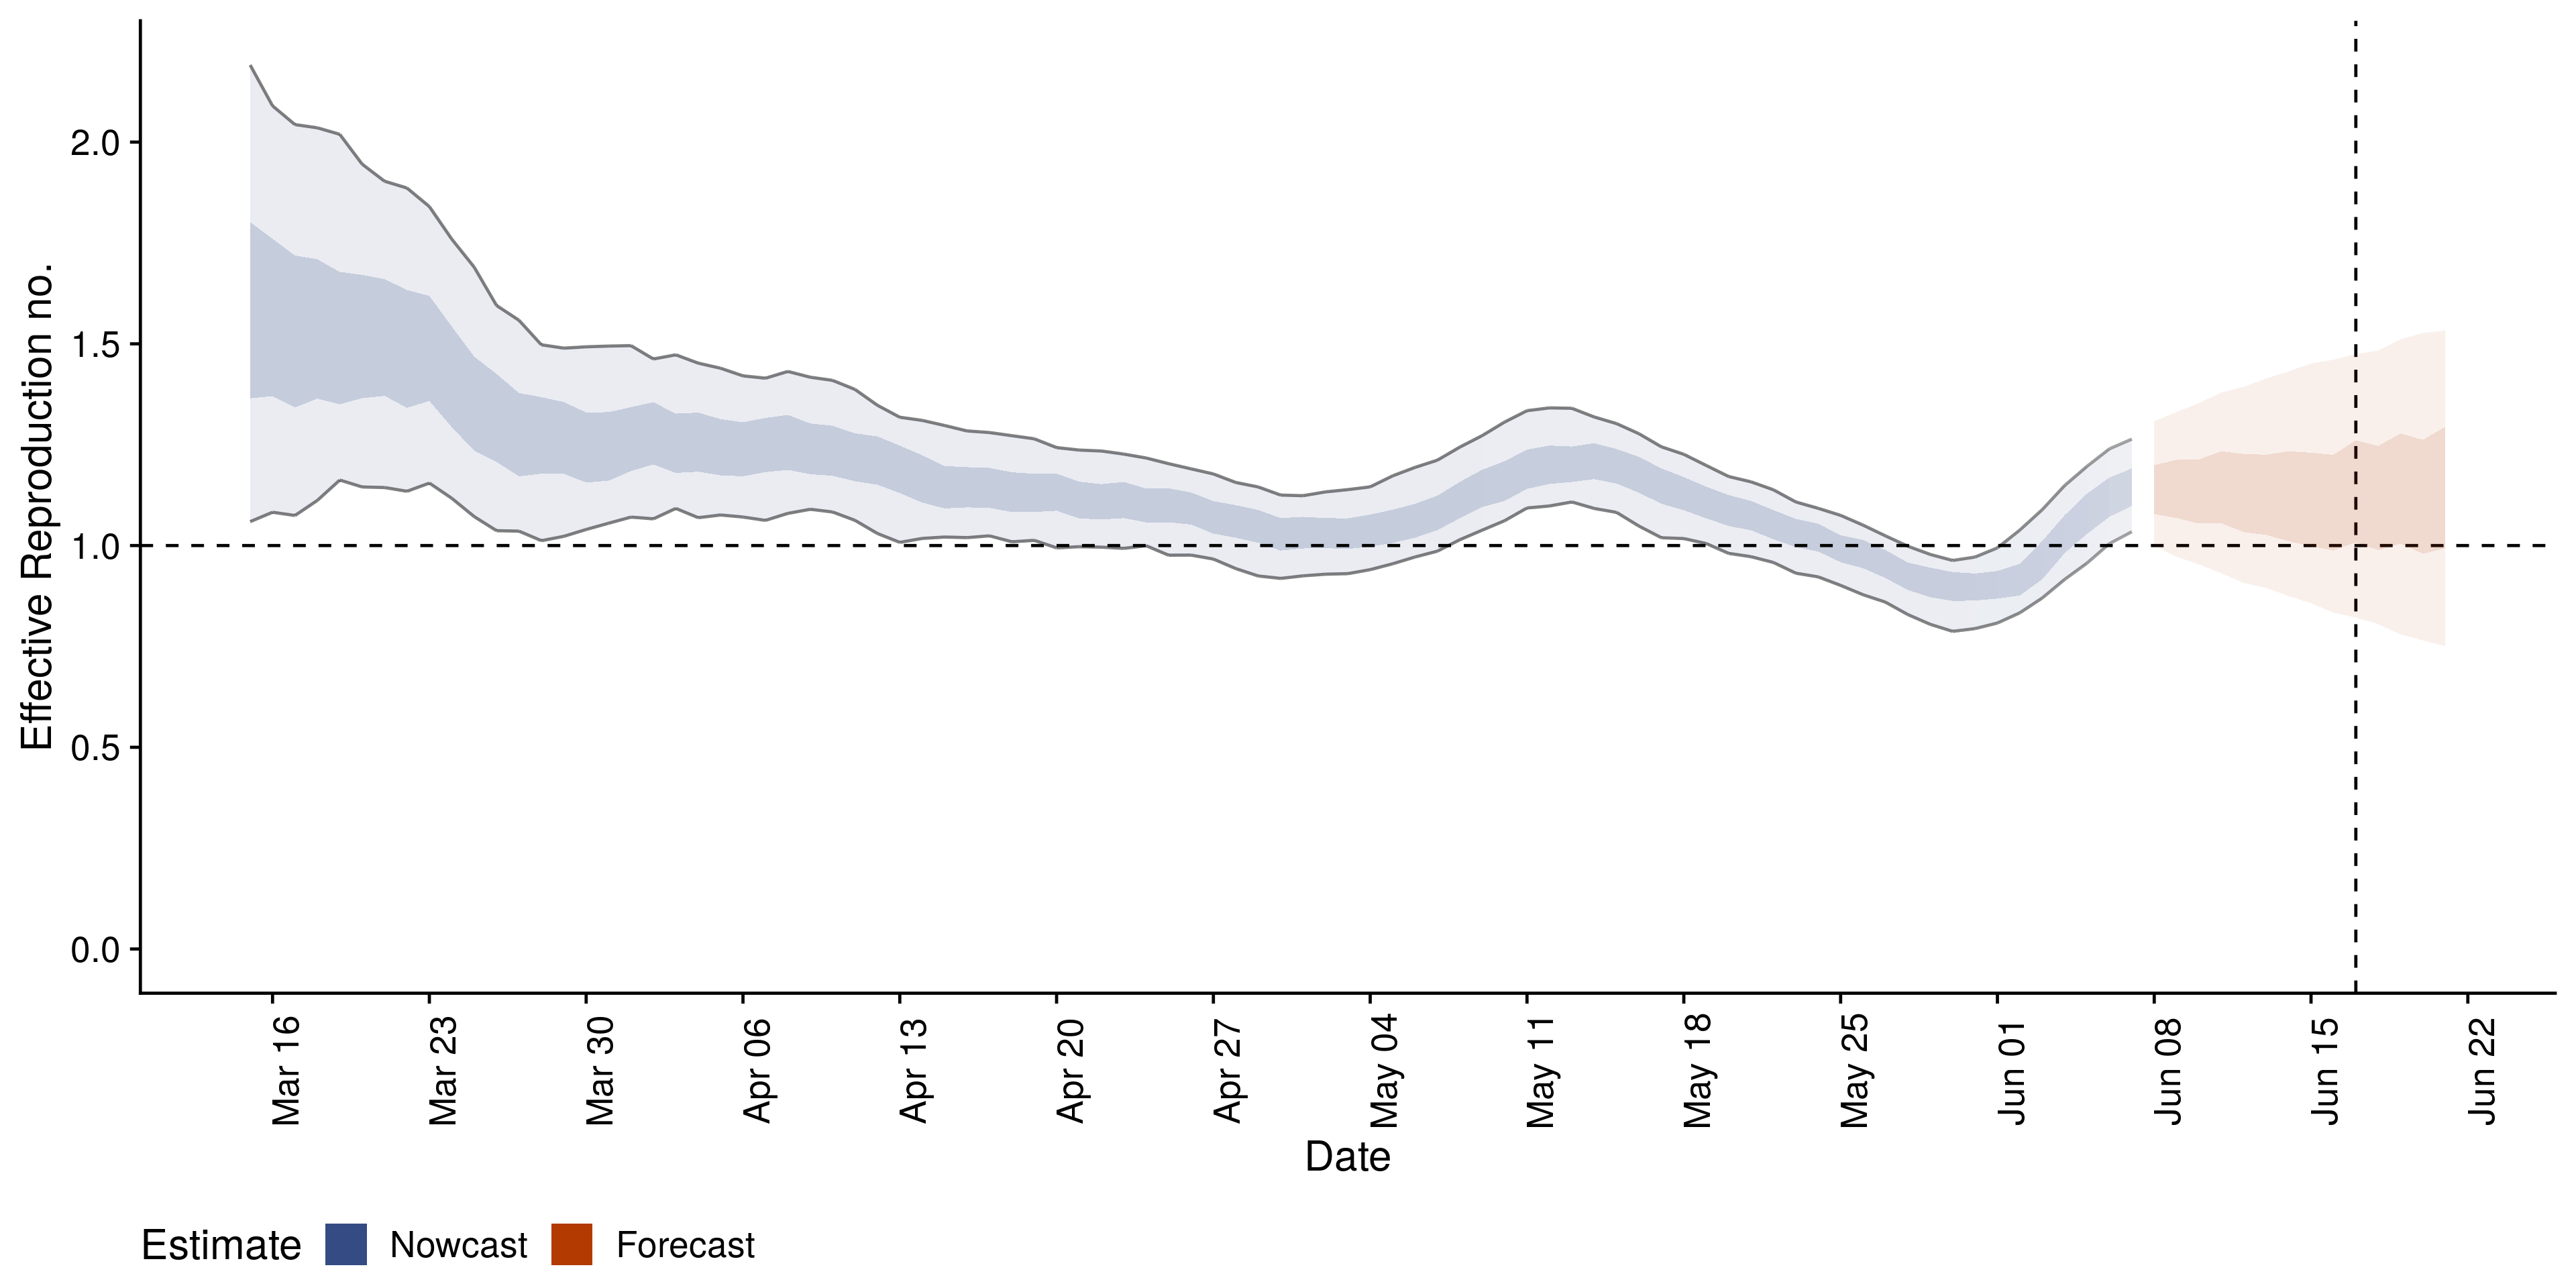 Effective Reproduction no.
2.0
1.5
1.0
0.5
0.0
Mar 16
Mar 23
Mar 30
Apr 06
Apr 13
Apr 20
Apr 27
May 04
May 11
May 18
May 25
Jun 01
Jun 08
Jun 15
Jun 22
Date
Estimate Nowcast Forecast